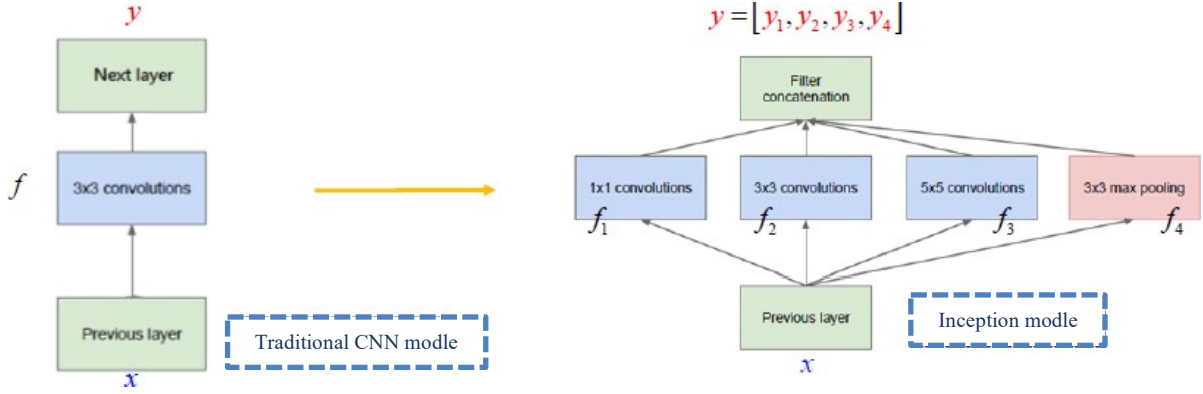 y
Next layer
f
3x3 convolutions
Previous layer
x
Traditional CNN modle
y = [y₁, y₂, y₃, y₄]
Filter
concatenation
1x1 convolutions
f₁
3x3 convolutions
f₂
5x5 convolutions
f₃
3x3 max pooling
f₄
Previous layer
x
Inception modle